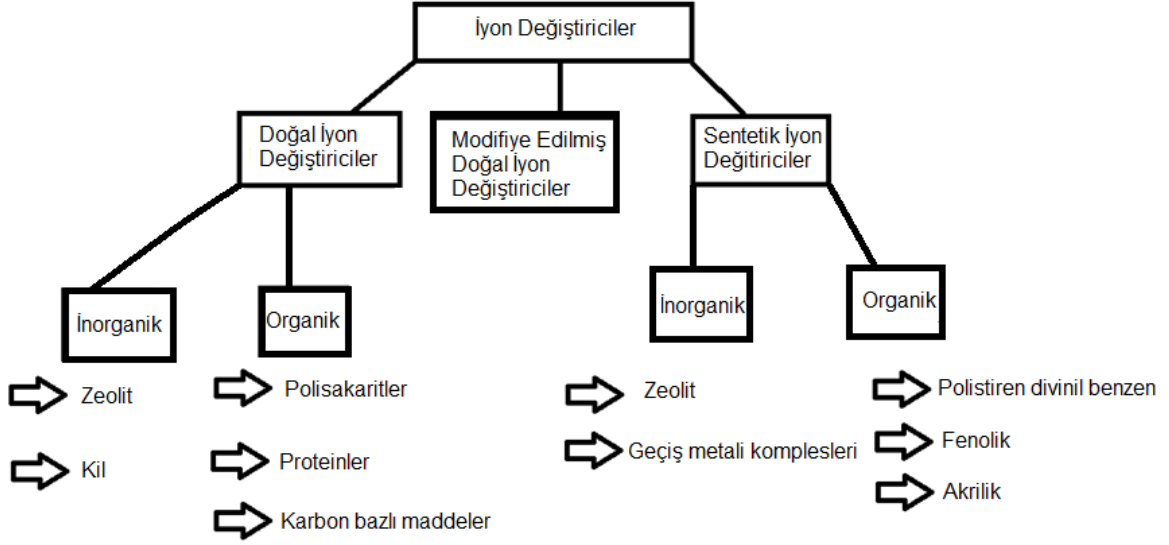 İyon Değiştiriciler
Doğal İyon
Değiştiriciler
Modifiye Edilmiş
Doğal İyon
Değiştiriciler
Sentetik İyon
Değitiriciler
İnorganik
Organik
İnorganik
Organik
Zeolit
Kil
Polisakaritler
Proteinler
Karbon bazlı maddeler
Zeolit
Geçiş metali komplesleri
Polistiren divinil benzen
Fenolik
Akrilik